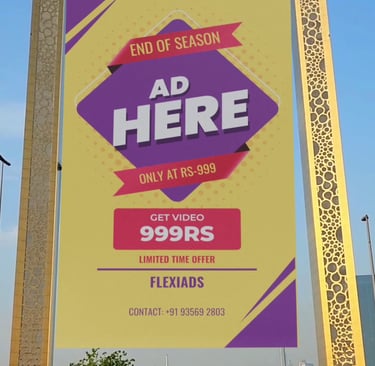 END OF SEASON
AD
HERE
ONLY AT RS-999
GET VIDEO
999RS
LIMITED TIME OFFER
FLEXIADS
CONTACT: +91 93569 2803